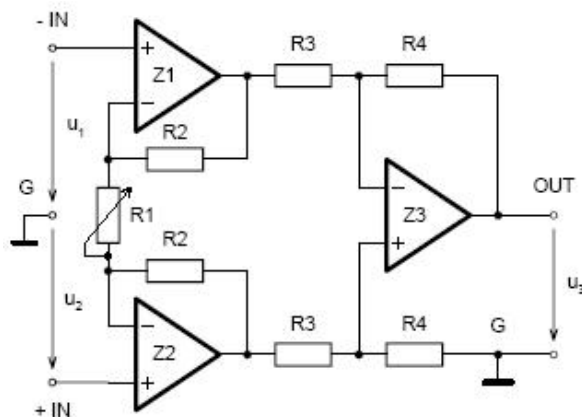 - IN
R3
R4
+
Z1
-
u1
R2
G
R1
-
Z3
+
OUT
R2
u2
u3
-
Z2
+
R3
R4
G
+ IN